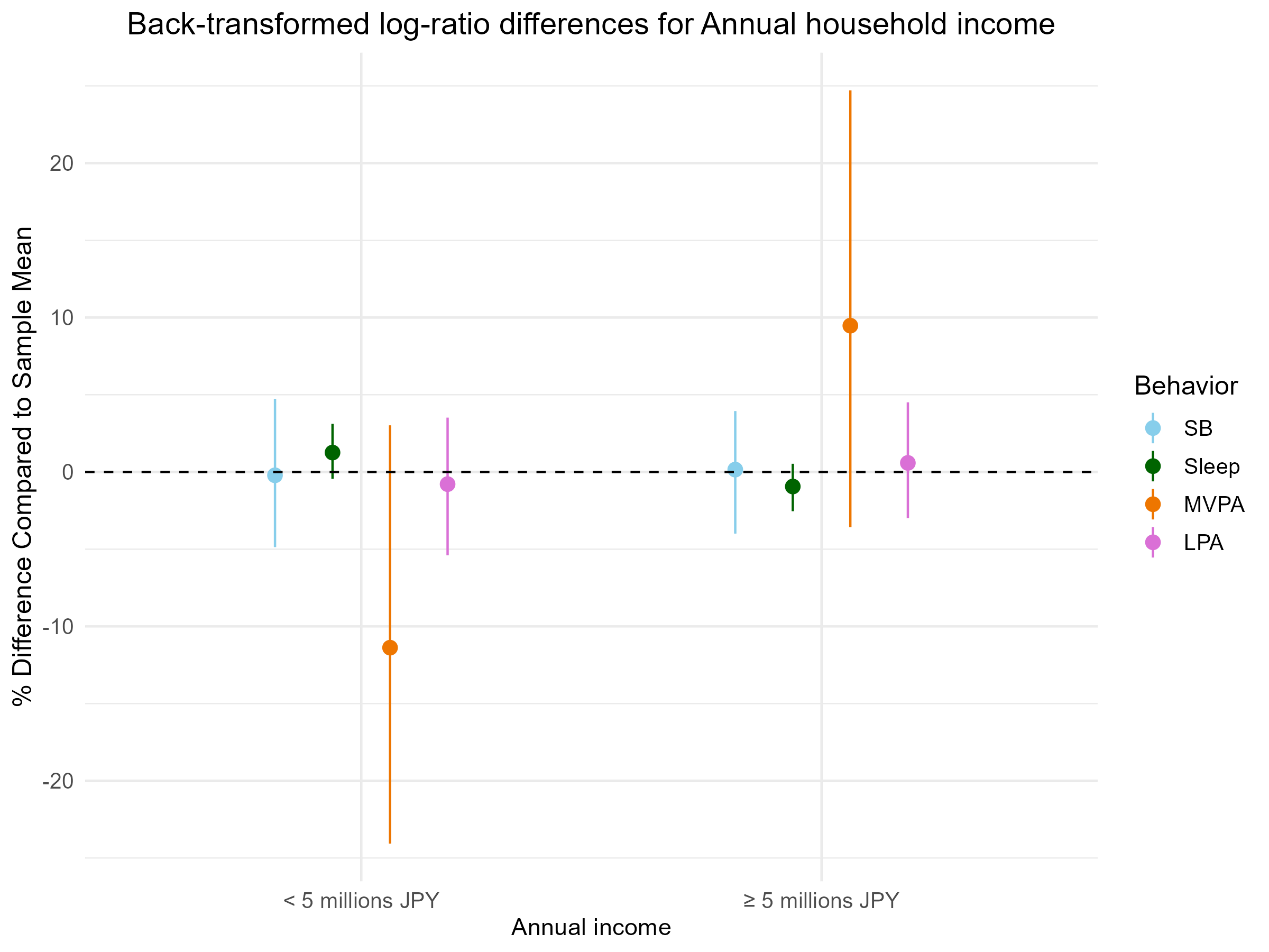 Back-transformed log-ratio differences for Annual household income
% Difference Compared to Sample Mean
20
10
0
-10
-20
< 5 millions JPY
≥ 5 millions JPY
Annual income
Behavior
SB
Sleep
MVPA
LPA